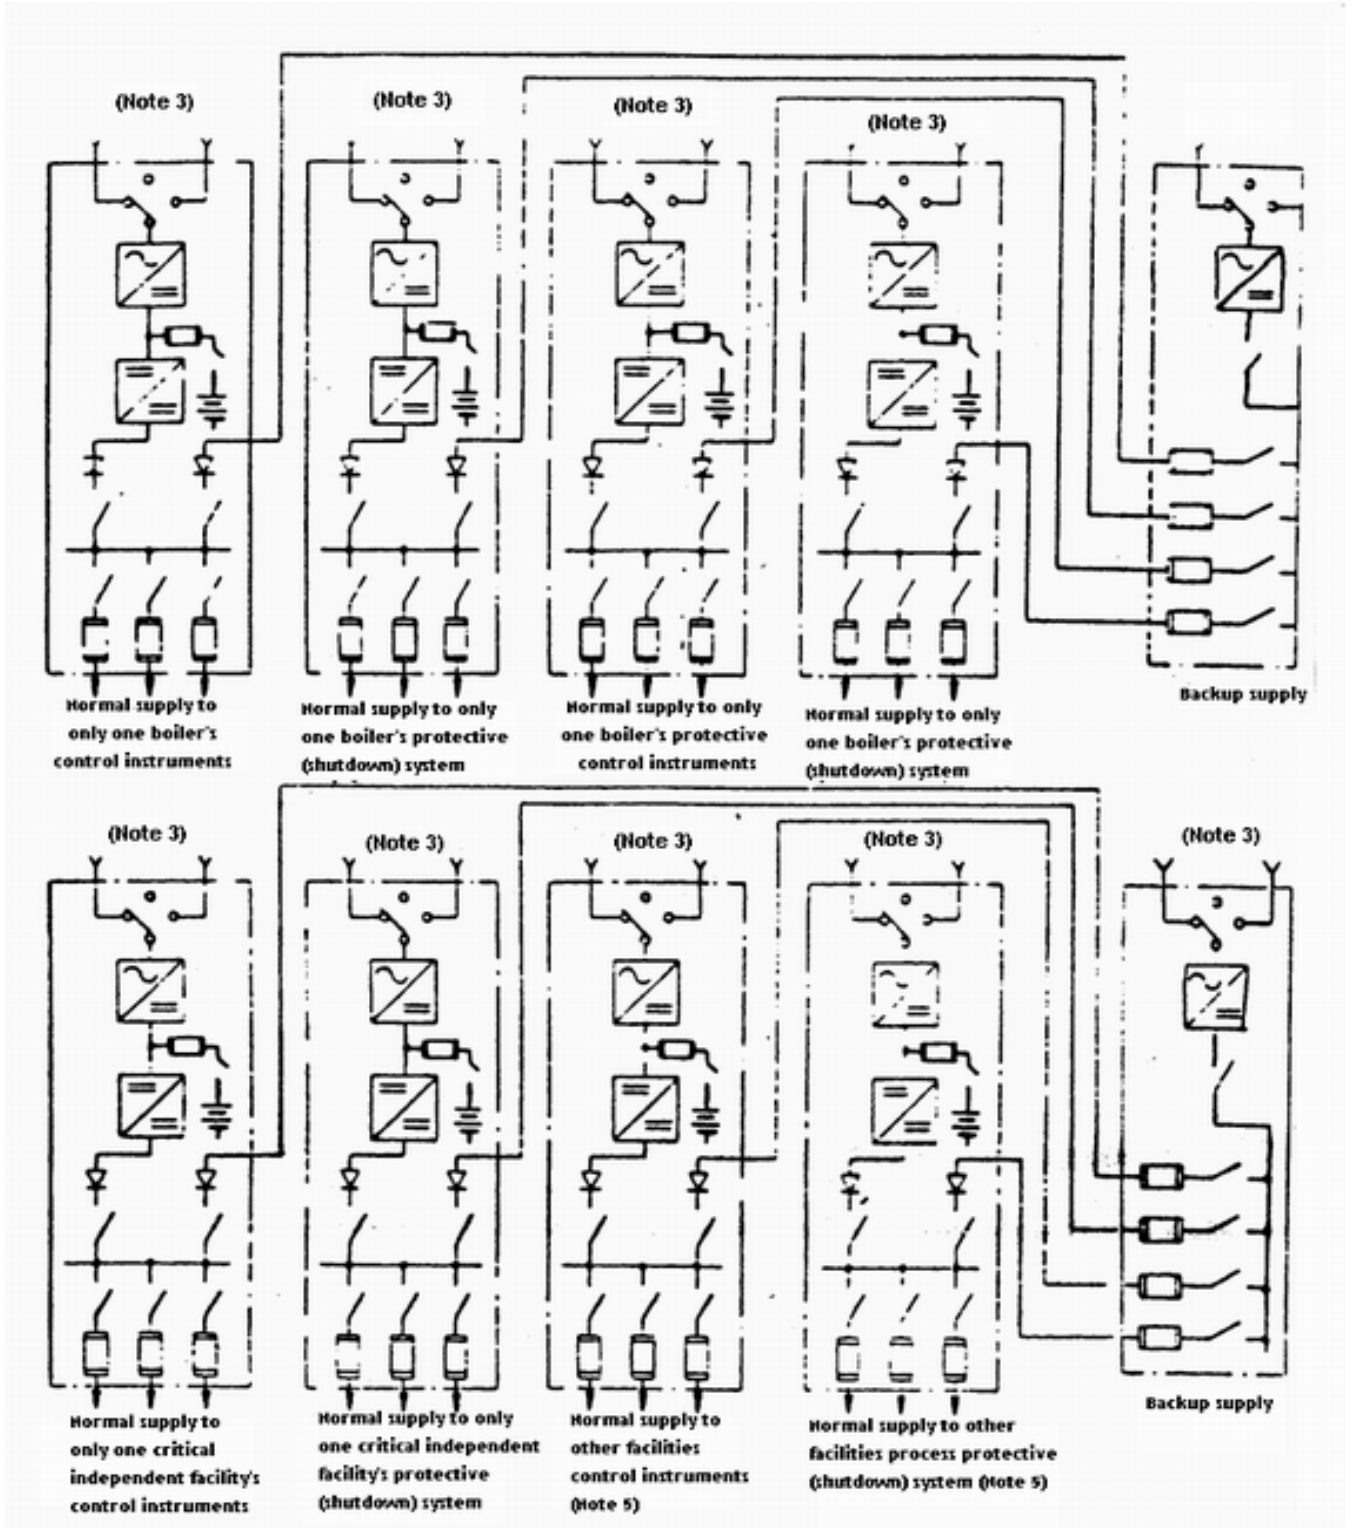 (Note 3)
(Note 3)
(Note 3)
(Note 3)
Normal supply to
only one boiler's
control instruments
Normal supply to only
one boiler's protective
(shutdown) system
Normal supply to only
one boiler's protective
control instruments
Normal supply to only
one boiler's protective
(shutdown) system
Backup supply
(Note 3)
(Note 3)
(Note 3)
(Note 3)
(Note 3)
Normal supply to
only one critical
independent facility's
control instruments
Normal supply to only
one critical independent
facility's protective
(shutdown) system
Normal supply to
other facilities
control instruments
(Note 5)
Normal supply to other
facilities process protective
(shutdown) system (Note 5)
Backup supply